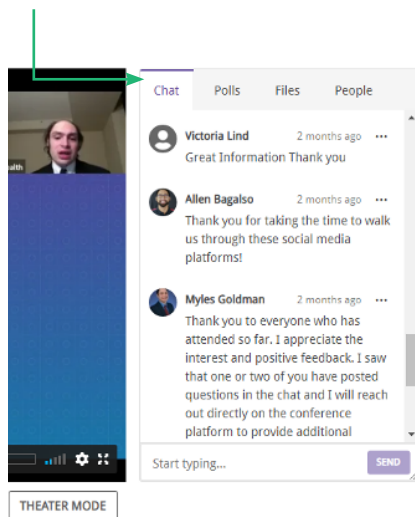 Chat Polls Files People
Victoria Lind 2 months ago ...
Great Information Thank you
Allen Bagalso 2 months ago ...
Thank you for taking the time to walk
us through these social media
platforms!
Myles Goldman 2 months ago ...
Thank you to everyone who has
attended so far. I appreciate the
interest and positive feedback. I saw
that one or two of you have posted
questions in the chat and I will reach
out directly on the conference
platform to provide additional
Start typing... SEND
THEATER MODE